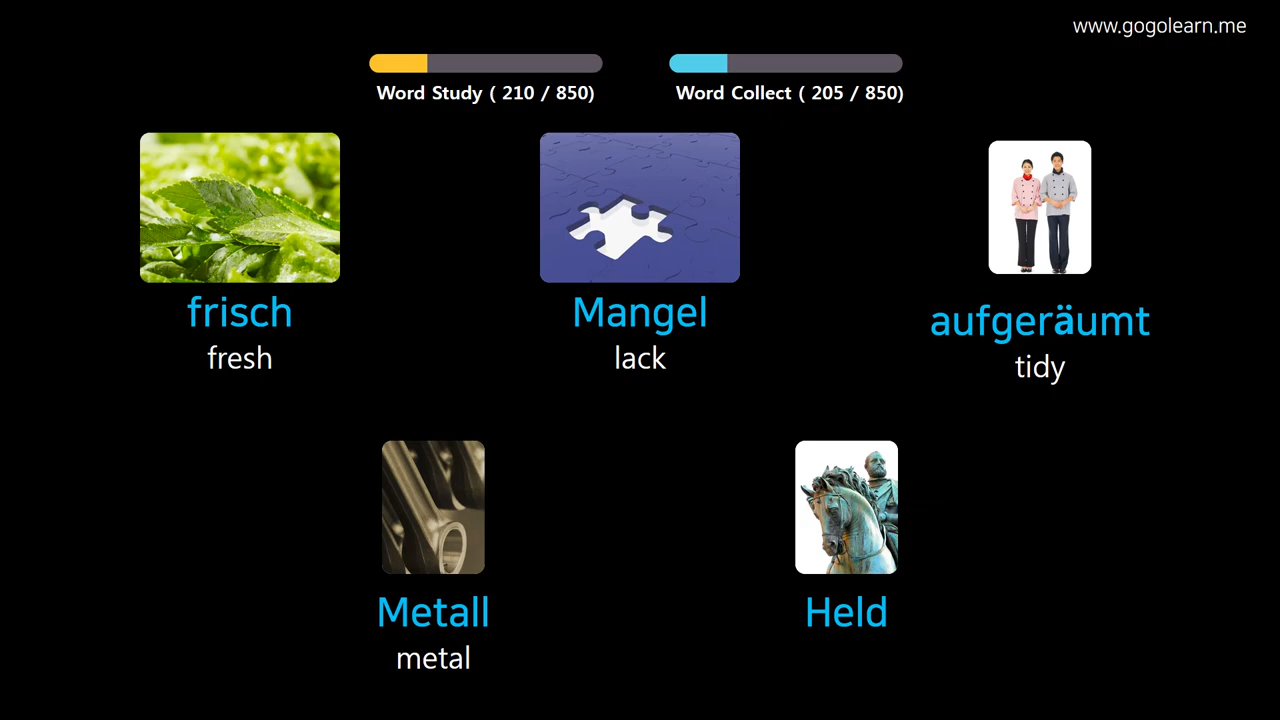 www.gogolearn.me
Word Study ( 210 / 850)
Word Collect ( 205 / 850)
frisch
fresh
Mangel
lack
aufgeräumt
tidy
Metall
metal
Held